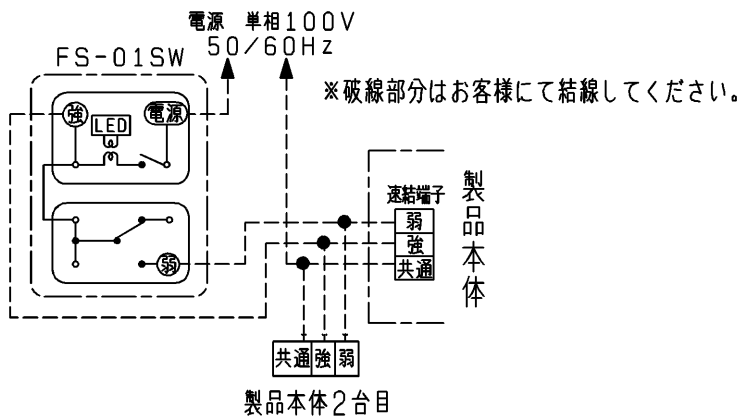 電源 単相100V
50/60Hz
FS-01SW
※破線部分はお客様にて結線してください。
強
LED
電源
弱
速結端子
弱
強
共通
製品本体
共通 強 弱
製品本体2台目